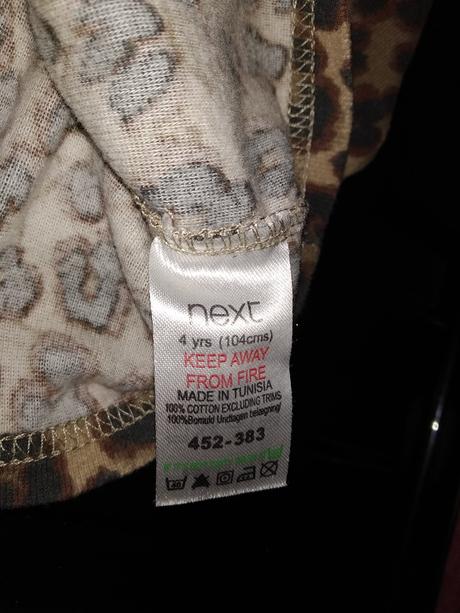 next
4 yrs (104cms)
KEEP AWAY
FROM FIRE
MADE IN TUNISIA
100% COTTON EXCLUDING TRIMS
100%Bomuld Undtagen belægning/
452-383
40